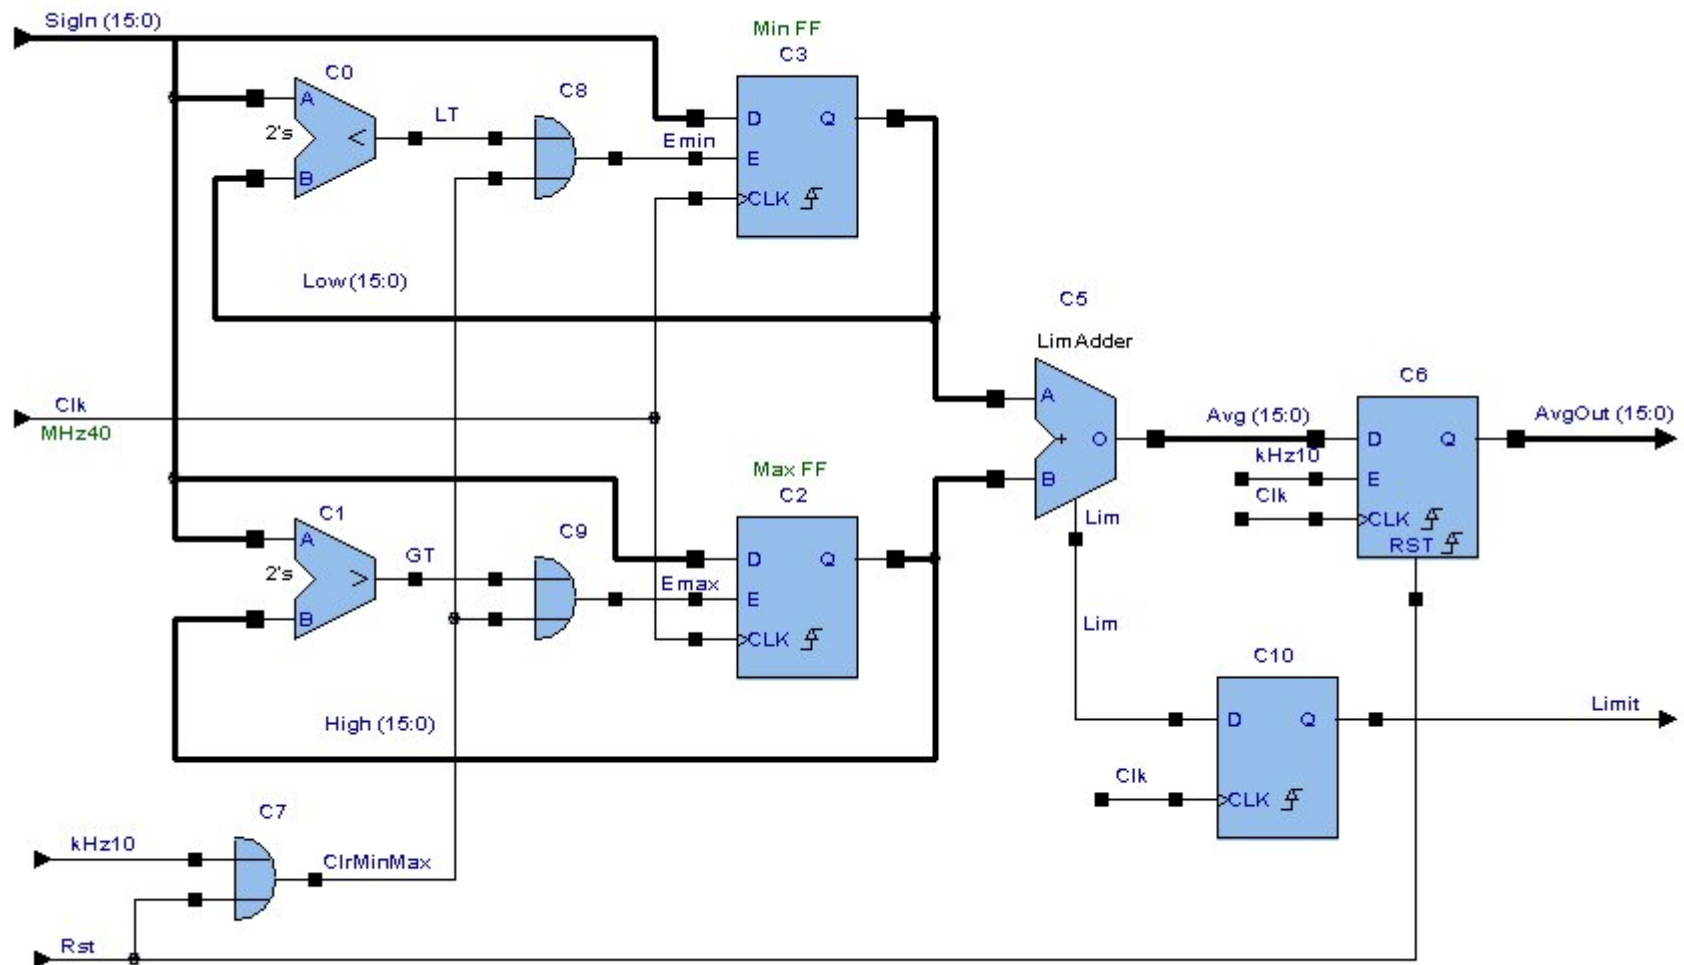 SigIn (15:0)
Min FF
C3
C0
C8
A
2's
<
B
LT
Emin
D
Q
E
CLK
Low (15:0)
C5
LimAdder
A
+
O
B
Clk
MHz40
C6
Avg (15:0)
AvgOut (15:0)
kHz10
Clk
D
Q
E
CLK
RST
Max FF
C2
C1
C9
A
2's
>
B
GT
Emax
D
Q
E
CLK
Lim
Lim
C10
D
Q
CLK
Limit
Clk
High (15:0)
C7
kHz10
ClrMinMax
Rst